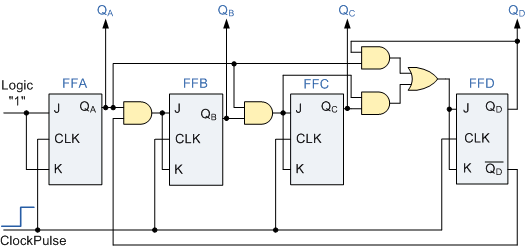 QA QB QC QD
FFA FFB FFC FFD
Logic
"1"
J QA J QB J QC J QD
CLK CLK CLK CLK
K K K K QD
ClockPulse